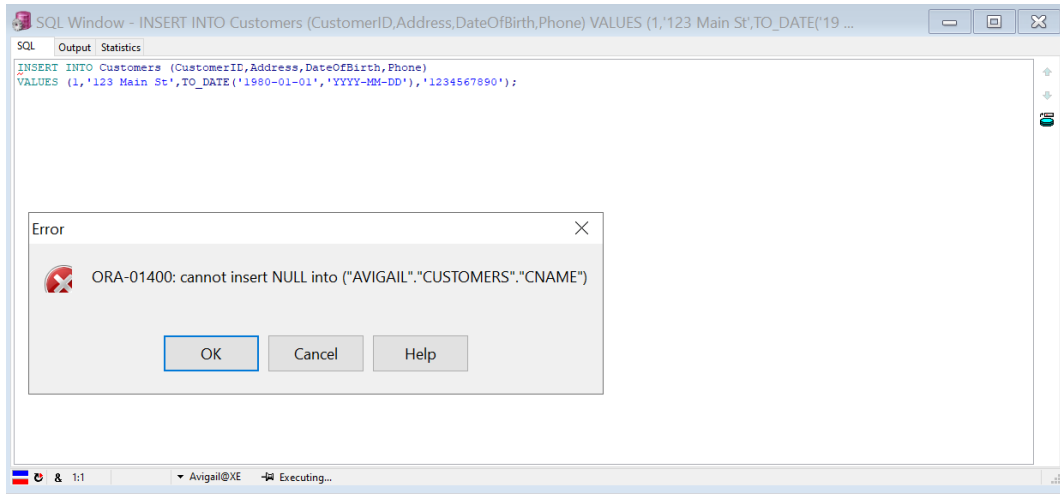 SQL Window - INSERT INTO Customers (CustomerID,Address,DateOfBirth,Phone) VALUES (1,'123 Main St',TO_DATE('19 ...
SQL Output Statistics
INSERT INTO Customers (CustomerID,Address,DateOfBirth,Phone)
VALUES (1,'123 Main St',TO_DATE('1980-01-01','YYYY-MM-DD'),'1234567890');
Error
ORA-01400: cannot insert NULL into ("AVIGAIL"."CUSTOMERS"."CNAME")
OK Cancel Help
& 1:1 Avigail@XE Executing...